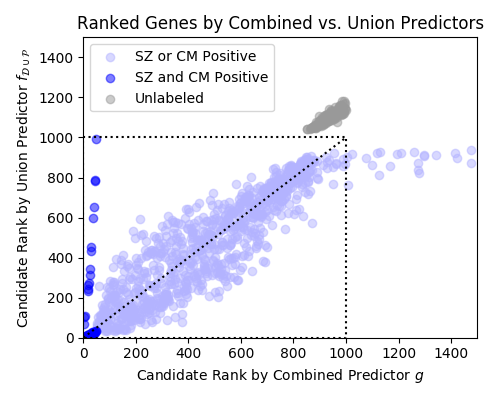 Ranked Genes by Combined vs. Union Predictors
SZ or CM Positive
SZ and CM Positive
Unlabeled
Candidate Rank by Union Predictor f_{𝒟∪𝒫}
1400
1200
1000
800
600
400
200
0
0 200 400 600 800 1000 1200 1400
Candidate Rank by Combined Predictor g